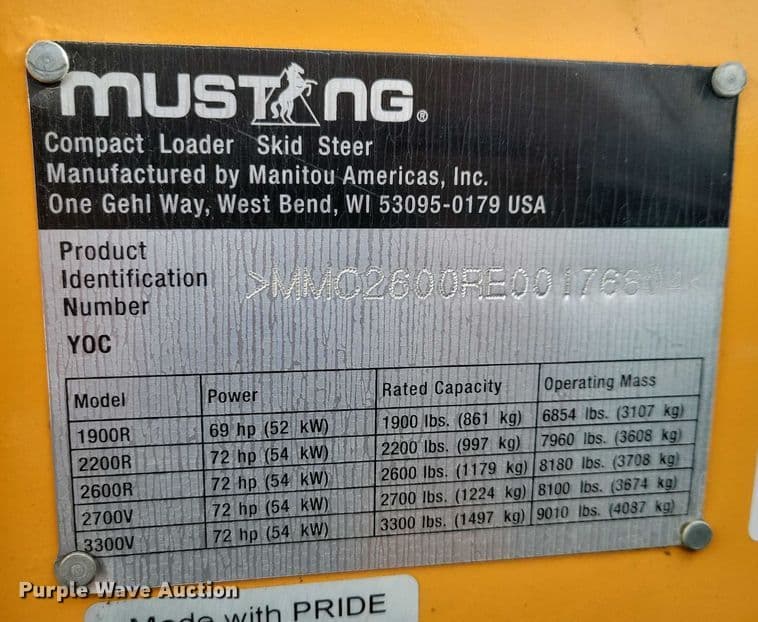 MUSTANG®
Compact Loader Skid Steer
Manufactured by Manitou Americas, Inc.
One Gehl Way, West Bend, WI 53095-0179 USA
Product
Identification
Number
YOC
Model Power Rated Capacity Operating Mass
1900R 69 hp (52 kW) 1900 lbs. (861 kg) 6854 lbs. (3107 kg)
2200R 72 hp (54 kW) 2200 lbs. (997 kg) 7960 lbs. (3608 kg)
2600R 72 hp (54 kW) 2600 lbs. (1179 kg) 8180 lbs. (3708 kg)
2700V 72 hp (54 kW) 2700 lbs. (1224 kg) 8100 lbs. (3674 kg)
3300V 72 hp (54 kW) 3300 lbs. (1497 kg) 9010 lbs. (4087 kg)
Purple Wave Auction
Made with PRIDE